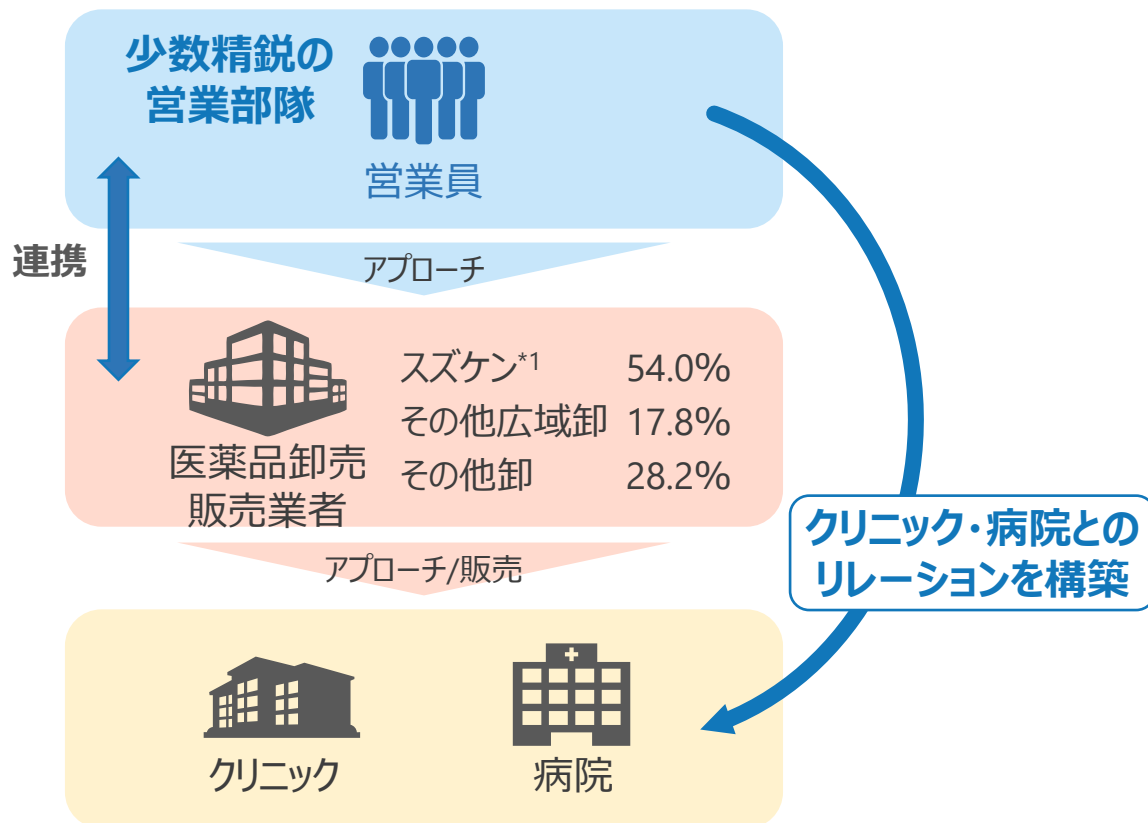 少数精鋭の
営業部隊
営業員
連携
アプローチ
スズケン*1 54.0%
その他広域卸 17.8%
その他卸 28.2%
医薬品卸売
販売業者
アプローチ/販売
クリニック・病院との
リレーションを構築
クリニック
病院